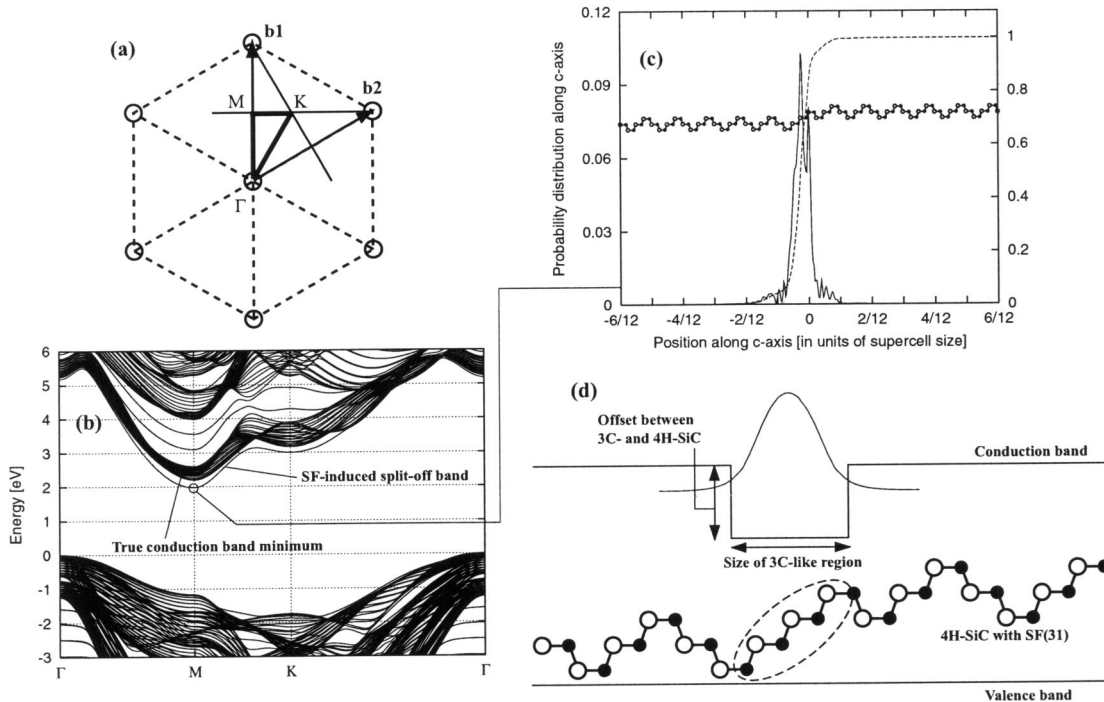 (a)
b1
b2
M
K
Γ
(b)
Energy [eV]
6
5
4
3
2
1
0
-1
-2
-3
Γ
M
K
Γ
SF-induced split-off band
True conduction band minimum
(c)
Probability distribution along c-axis
0.12
0.09
0.06
0.03
0
1
0.8
0.6
0.4
0.2
0
-6/12
-4/12
-2/12
0
2/12
4/12
6/12
Position along c-axis [in units of supercell size]
(d)
Offset between
3C- and 4H-SiC
Conduction band
Size of 3C-like region
4H-SiC with SF(31)
Valence band